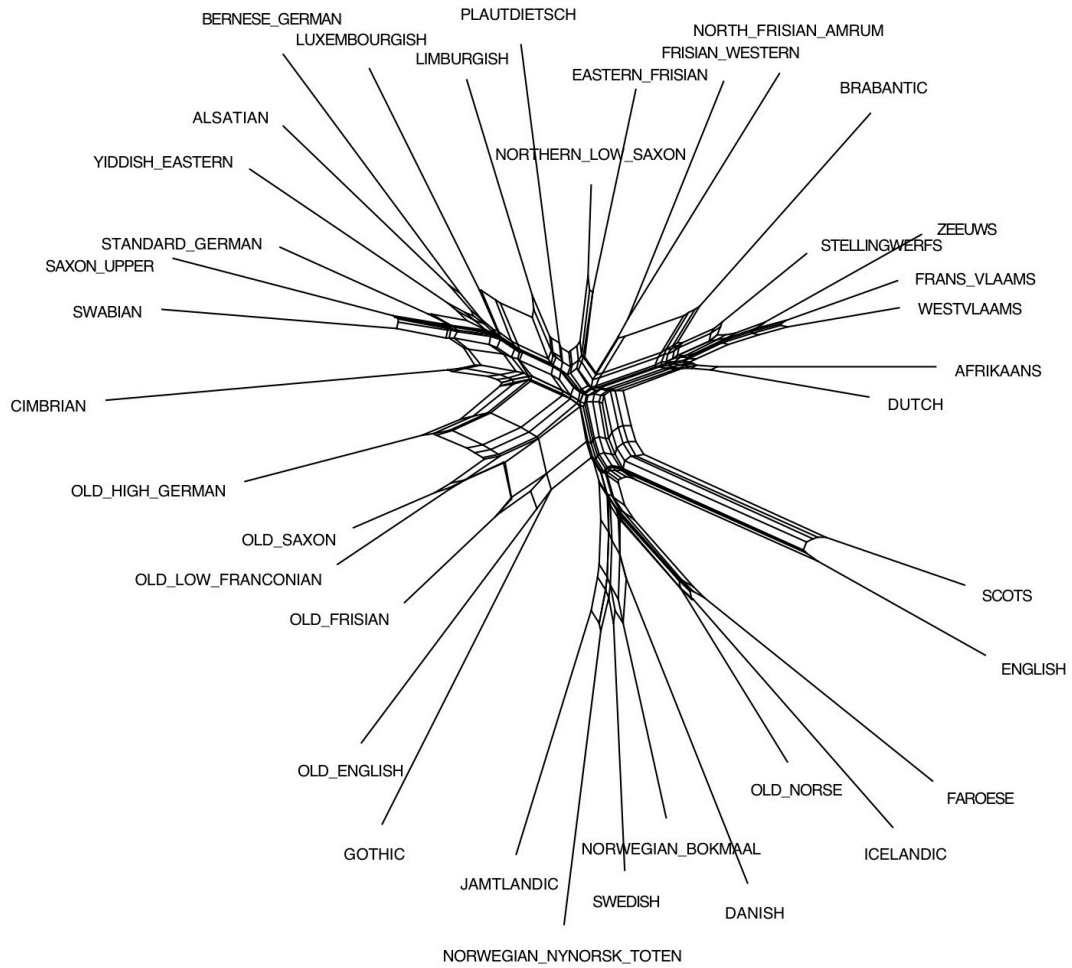 PLAUTDIETSCH
BERNESE_GERMAN
NORTH_FRISIAN_AMRUM
LUXEMBOURGISH
FRISIAN_WESTERN
LIMBURGISH
EASTERN_FRISIAN
BRABANTIC
ALSATIAN
NORTHERN_LOW_SAXON
YIDDISH_EASTERN
ZEEUWS
STANDARD_GERMAN
STELLINGWERFS
SAXON_UPPER
FRANS_VLAAMS
SWABIAN
WESTVLAAMS
AFRIKAANS
CIMBRIAN
DUTCH
OLD_HIGH_GERMAN
OLD_SAXON
OLD_LOW_FRANCONIAN
SCOTS
OLD_FRISIAN
ENGLISH
OLD_ENGLISH
OLD_NORSE
FAROESE
NORWEGIAN_BOKMAAL
GOTHIC
ICELANDIC
JAMTLANDIC
SWEDISH
DANISH
NORWEGIAN_NYNORSK_TOTEN